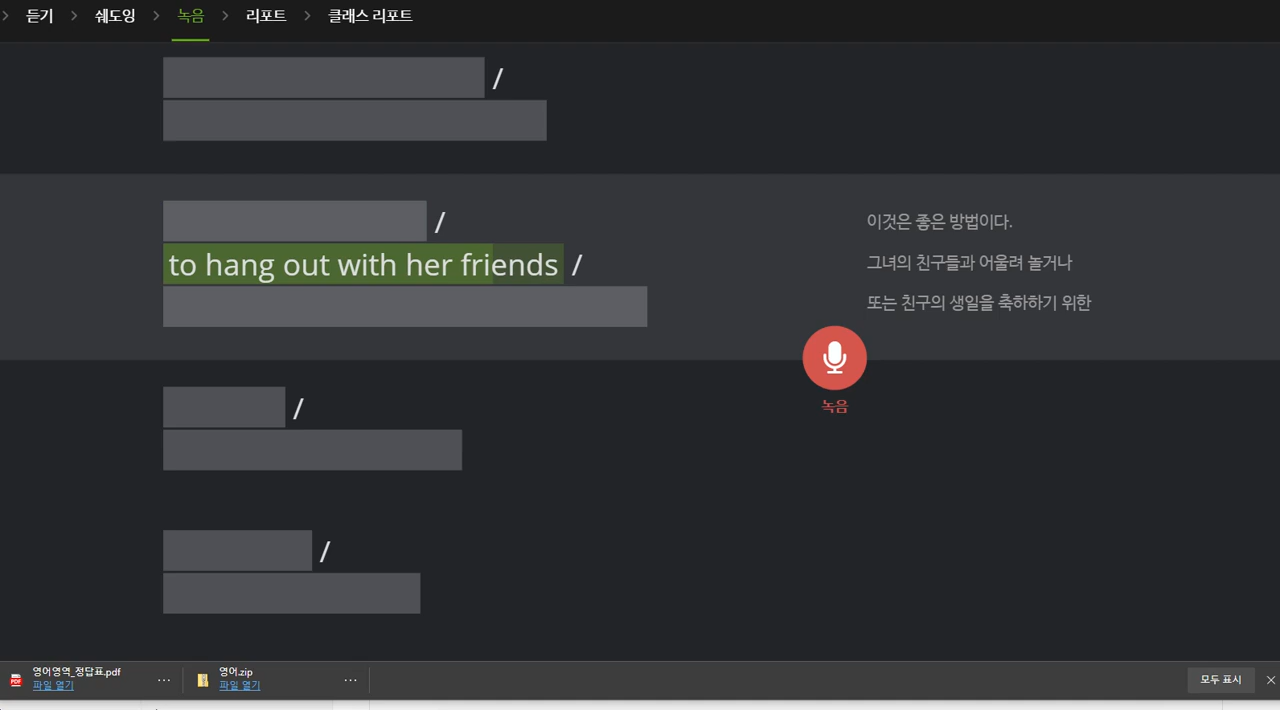 듣기 > 쉐도잉 > 녹음 > 리포트 > 클래스 리포트
/
/
이것은 좋은 방법이다.
to hang out with her friends /
그녀의 친구들과 어울려 놀거나
또는 친구의 생일을 축하하기 위한
녹음
/
/
영어영역_정답표.pdf
파일 열기
영어.zip
파일 열기
모두 표시